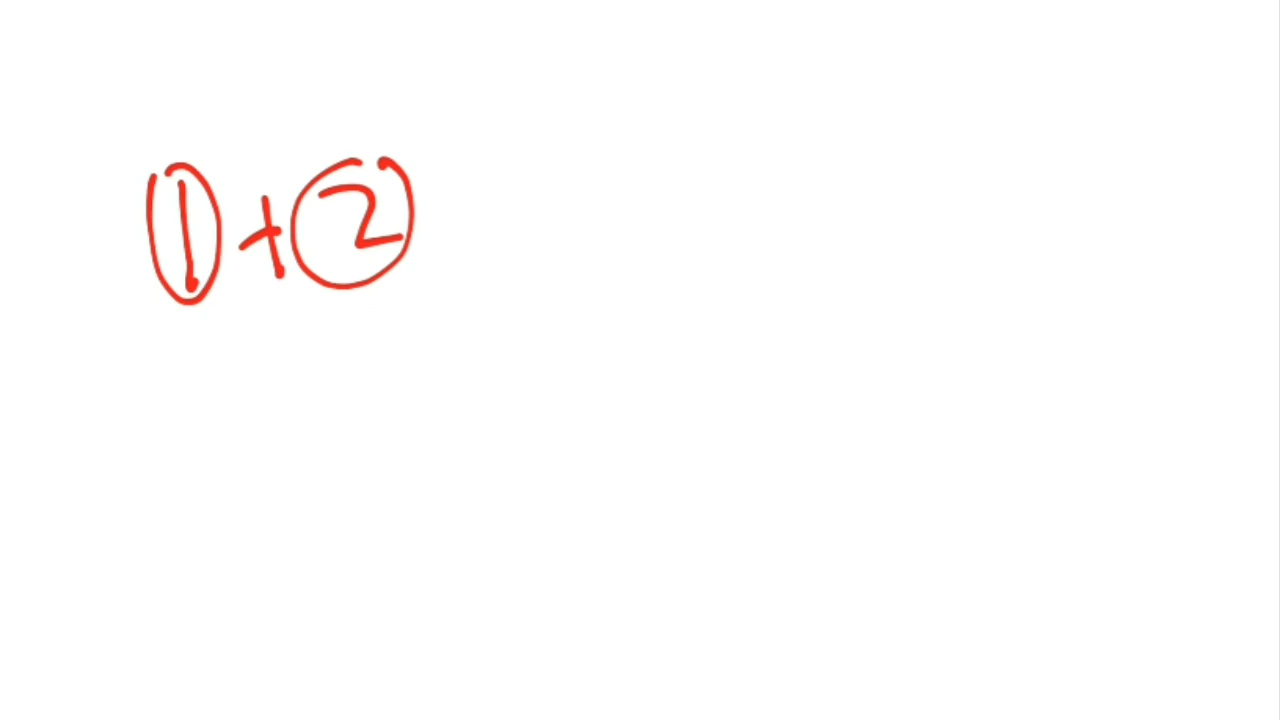 ① + ②